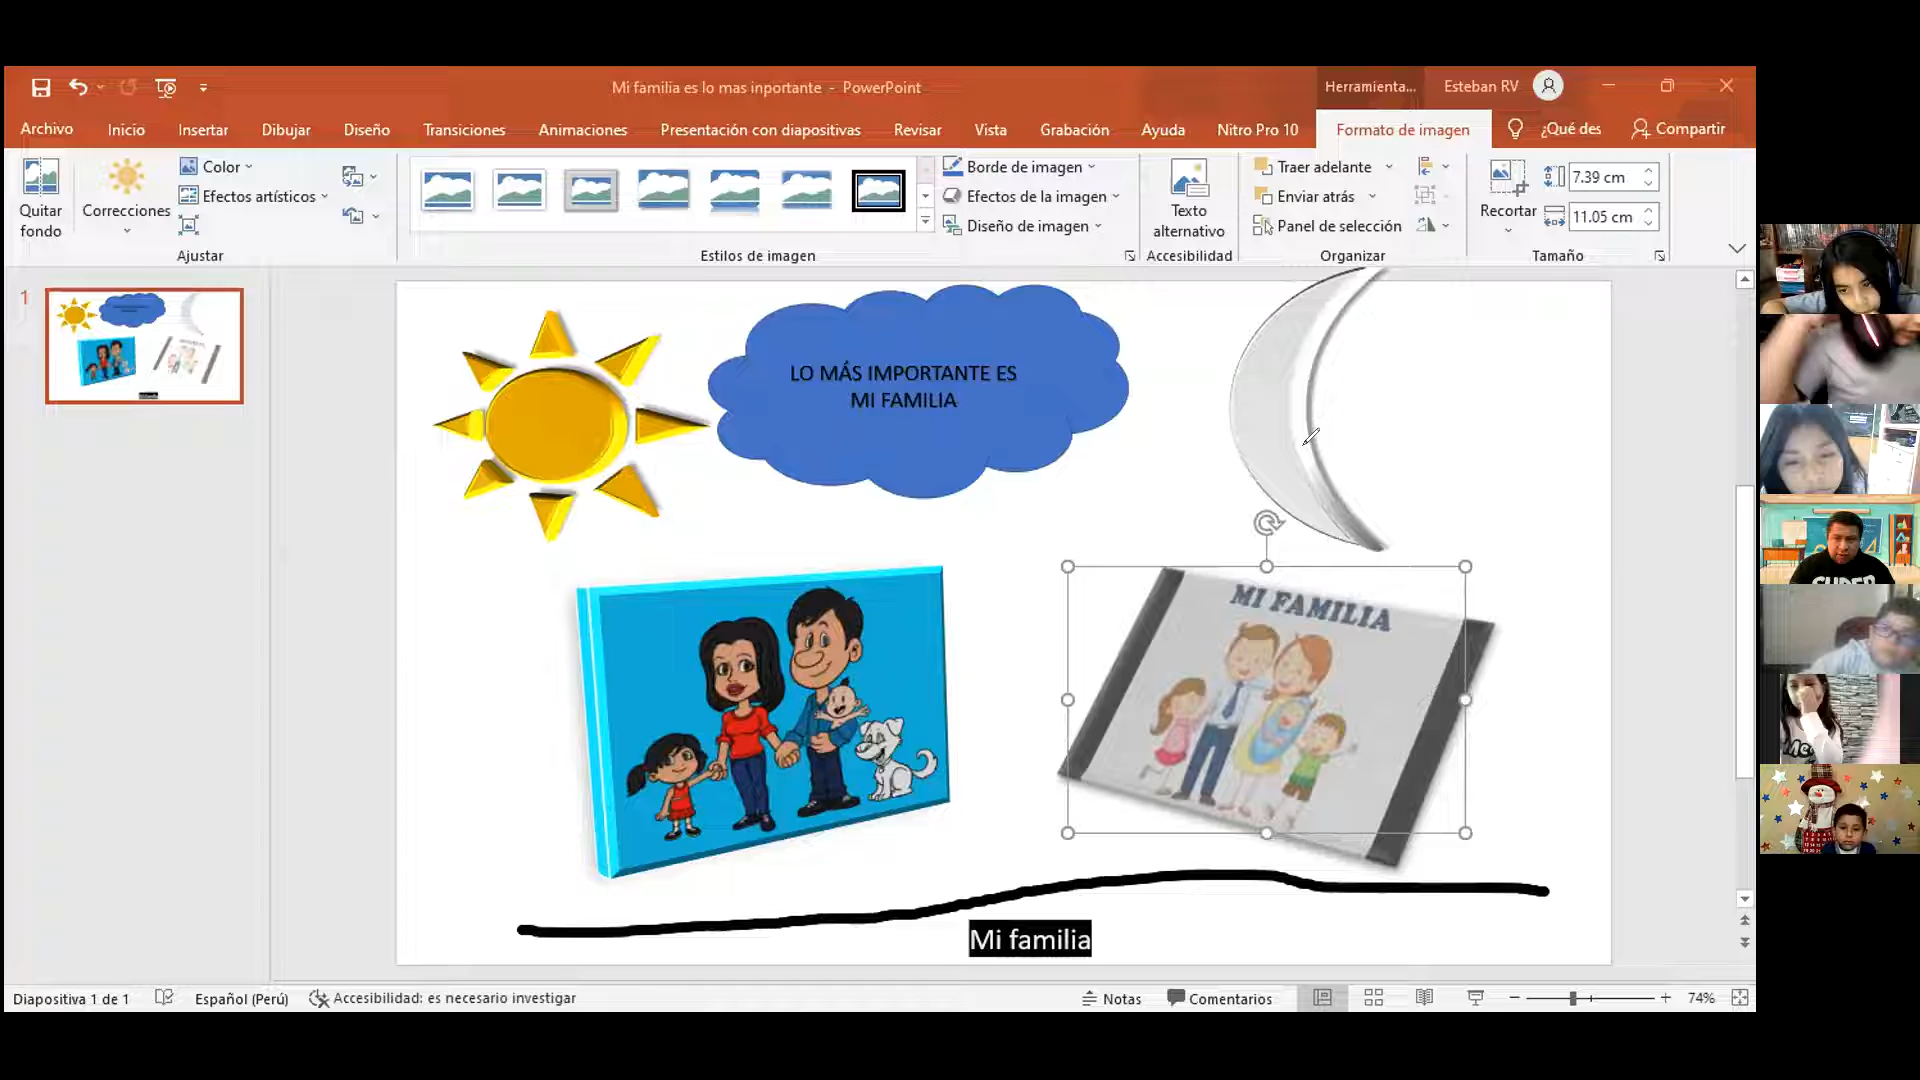 Mi familia es lo mas inportante - PowerPoint
Herramienta...
Esteban RV
Archivo
Inicio
Insertar
Dibujar
Diseño
Transiciones
Animaciones
Presentación con diapositivas
Revisar
Vista
Grabación
Ayuda
Nitro Pro 10
Formato de imagen
¿Qué des
Compartir
Quitar
fondo
Correcciones
Color
Efectos artísticos
Ajustar
Estilos de imagen
Borde de imagen
Efectos de la imagen
Diseño de imagen
Texto
alternativo
Accesibilidad
Traer adelante
Enviar atrás
Panel de selección
Organizar
Recortar
7.39 cm
11.05 cm
Tamaño
1
LO MÁS IMPORTANTE ES
MI FAMILIA
MI FAMILIA
Mi familia
Diapositiva 1 de 1
Español (Perú)
Accesibilidad: es necesario investigar
Notas
Comentarios
74%